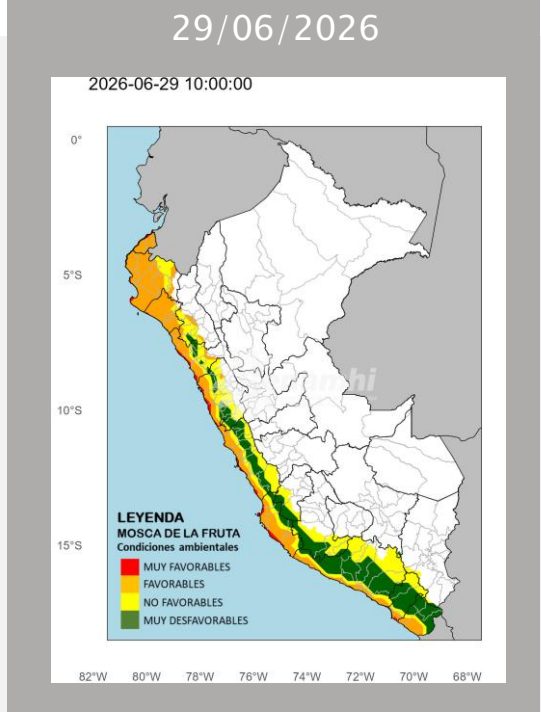 29/06/2026
2026-06-29 10:00:00
0°
5°S
10°S
15°S
LEYENDA
MOSCA DE LA FRUTA
Condiciones ambientales
MUY FAVORABLES
FAVORABLES
NO FAVORABLES
MUY DESFAVORABLES
82°W 80°W 78°W 76°W 74°W 72°W 70°W 68°W